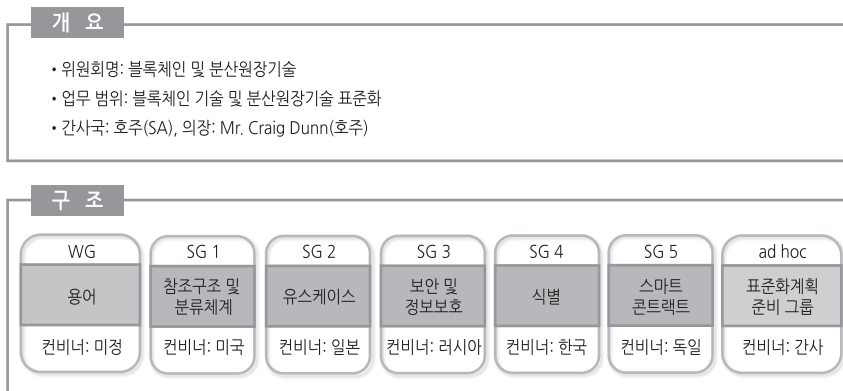 개 요
• 위원회명: 블록체인 및 분산원장기술
• 업무 범위: 블록체인 기술 및 분산원장기술 표준화
• 간사국: 호주(SA), 의장: Mr. Craig Dunn(호주)
구 조
WG
용어
컨비너: 미정
SG 1
참조구조 및
분류체계
컨비너: 미국
SG 2
유스케이스
컨비너: 일본
SG 3
보안 및
정보보호
컨비너: 러시아
SG 4
식별
컨비너: 한국
SG 5
스마트
콘트랙트
컨비너: 독일
ad hoc
표준화계획
준비 그룹
컨비너: 간사